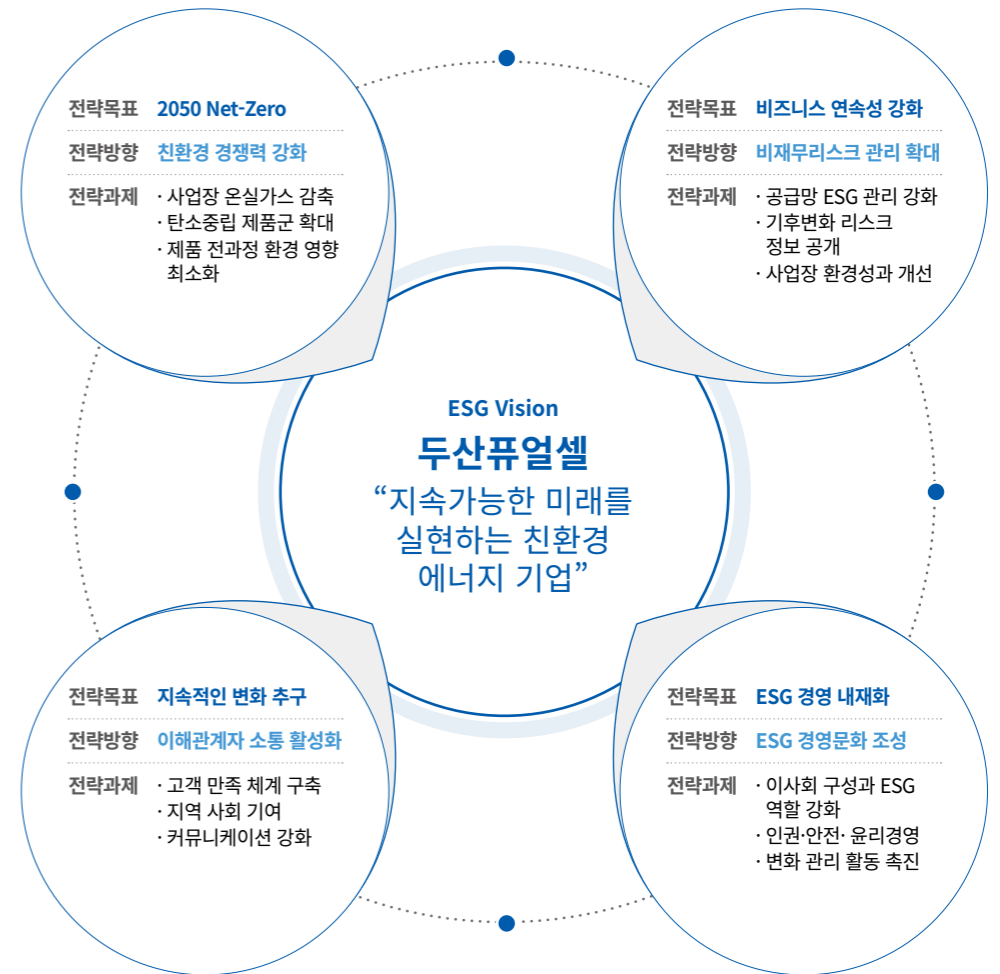 전략목표 2050 Net-Zero
전략방향 친환경 경쟁력 강화
전략과제 · 사업장 온실가스 감축
· 탄소중립 제품군 확대
· 제품 전과정 환경 영향
최소화
전략목표 비즈니스 연속성 강화
전략방향 비재무리스크 관리 확대
전략과제 · 공급망 ESG 관리 강화
· 기후변화 리스크
정보 공개
· 사업장 환경성과 개선
ESG Vision
두산퓨얼셀
“지속가능한 미래를
실현하는 친환경
에너지 기업”
전략목표 지속적인 변화 추구
전략방향 이해관계자 소통 활성화
전략과제 · 고객 만족 체계 구축
· 지역 사회 기여
· 커뮤니케이션 강화
전략목표 ESG 경영 내재화
전략방향 ESG 경영문화 조성
전략과제 · 이사회 구성과 ESG
역할 강화
· 인권·안전· 윤리경영
· 변화 관리 활동 촉진